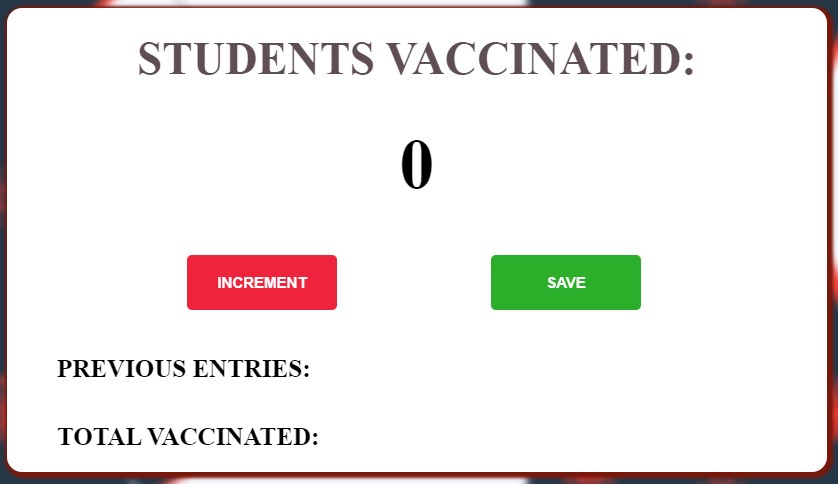 STUDENTS VACCINATED:
0
INCREMENT SAVE
PREVIOUS ENTRIES:
TOTAL VACCINATED: